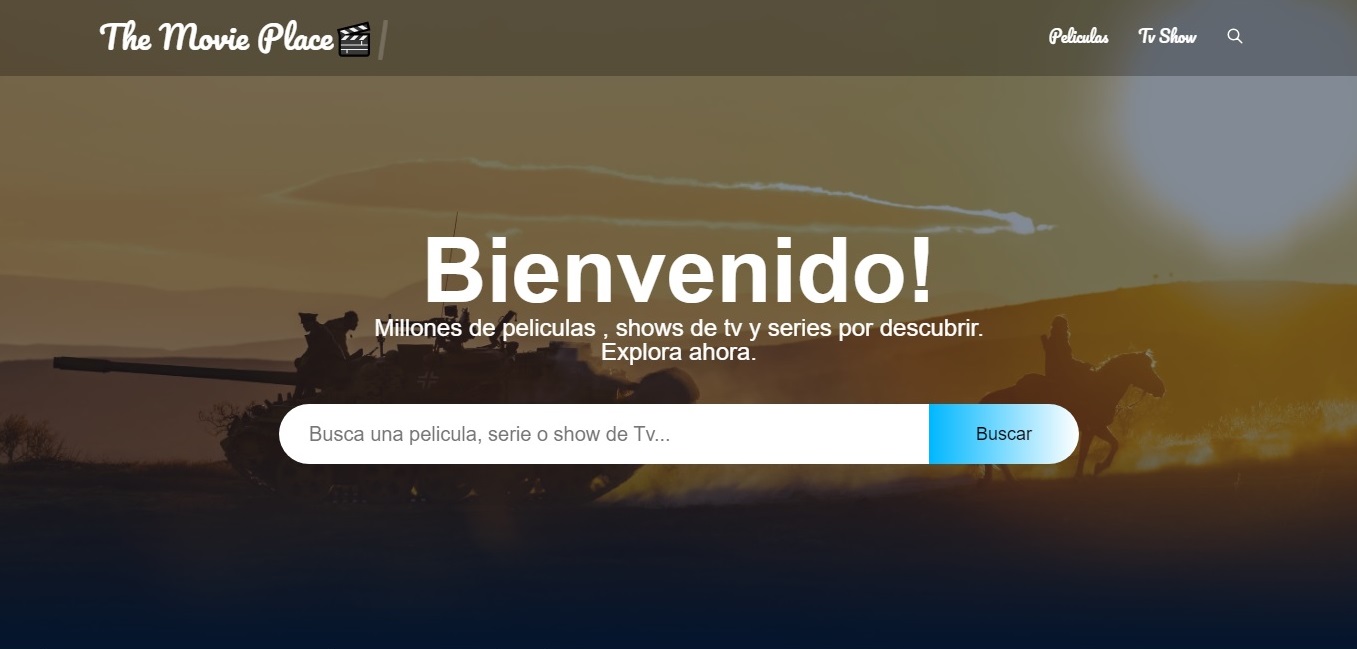 The Movie Place
Peliculas
Tv Show
Bienvenido!
Millones de peliculas , shows de tv y series por descubrir.
Explora ahora.
Busca una pelicula, serie o show de Tv...
Buscar